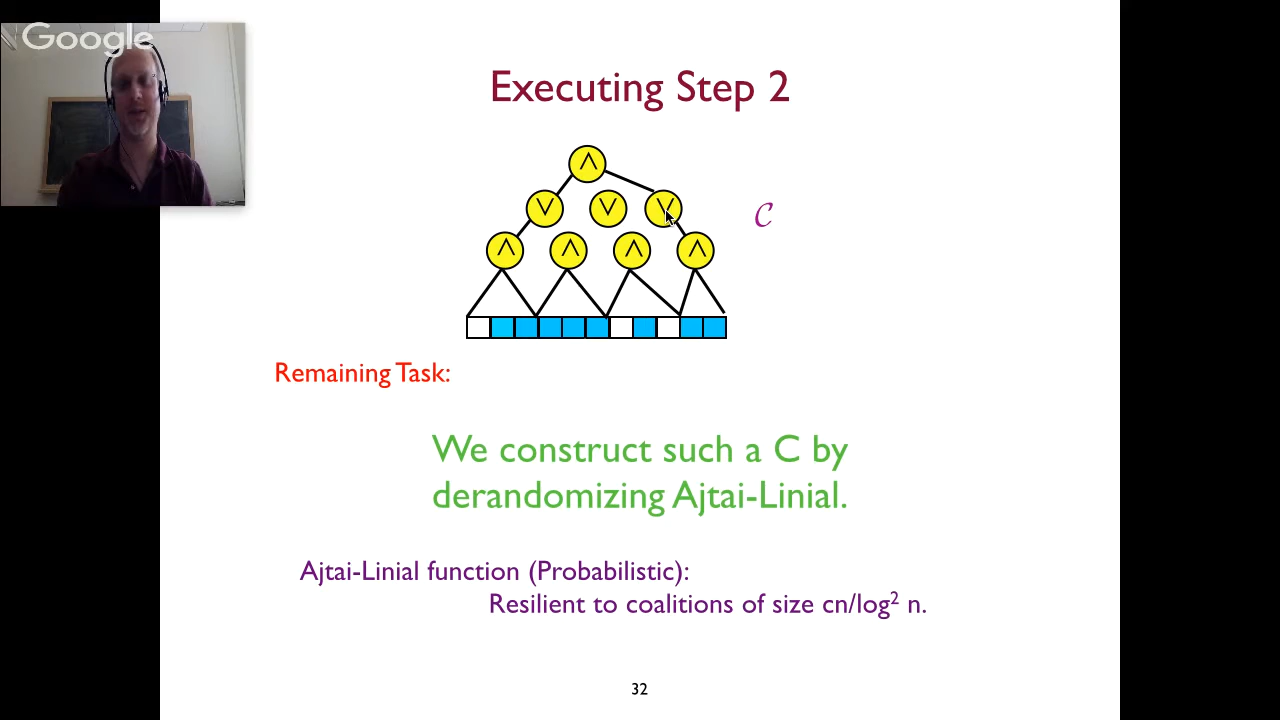 Google
Executing Step 2
∧
∨ ∨ ∨
∧ ∧ ∧ ∧
C
Remaining Task:
We construct such a C by
derandomizing Ajtai-Linial.
Ajtai-Linial function (Probabilistic):
Resilient to coalitions of size cn/log² n.
32